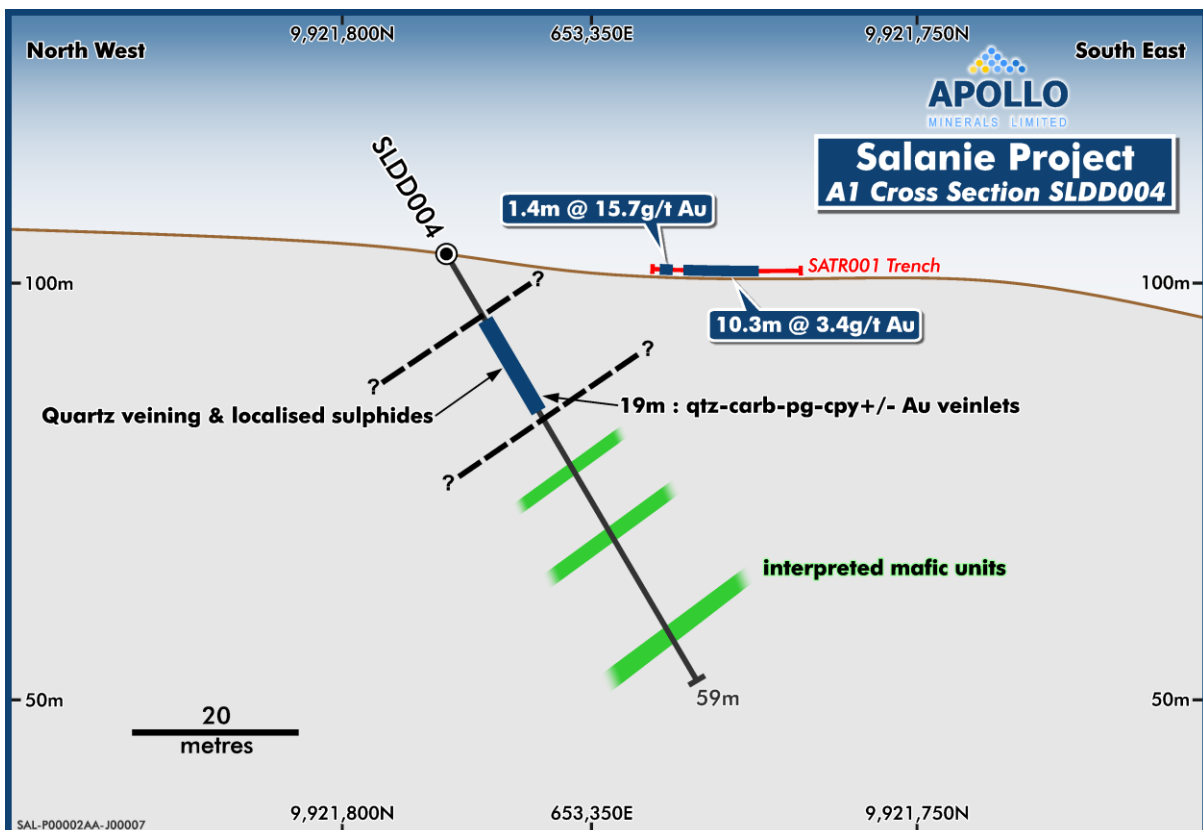 9,921,800N
653,350E
9,921,750N
North West
South East
APOLLO
MINERALS LIMITED
Salanie Project
A1 Cross Section SLDD004
SLDD004
1.4m @ 15.7g/t Au
SATR001 Trench
100m
100m
?
10.3m @ 3.4g/t Au
?
?
Quartz veining & localised sulphides
19m : qtz-carb-pg-cpy+/- Au veinlets
?
interpreted mafic units
50m
59m
50m
20
metres
9,921,800N
653,350E
9,921,750N
SAL-P00002AA-J00007